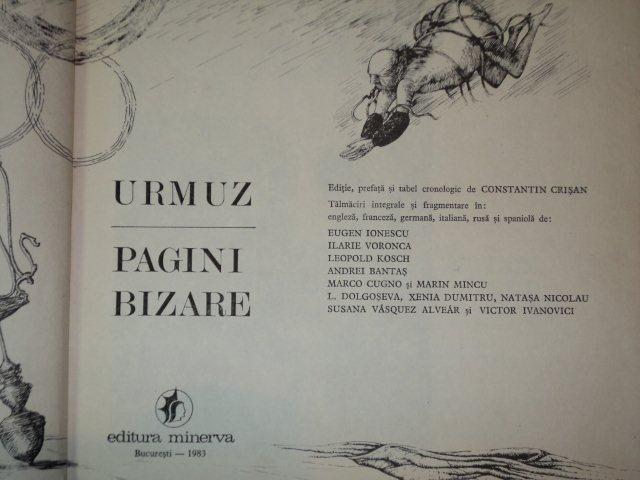 URMUZ
PAGINI
BIZARE
Ediție, prefață și tabel cronologic de CONSTANTIN CRIȘAN
Tălmăciri integrale și fragmentare în:
engleză, franceză, germană, italiană, rusă și spaniolă de:
EUGEN IONESCU
ILARIE VORONCA
LEOPOLD KOSCH
ANDREI BANTAȘ
MARCO CUGNO și MARIN MINCU
L. DOLGOȘEVA, XENIA DUMITRU, NATAȘA NICOLAU
SUSANA VÁSQUEZ ALVEÁR și VICTOR IVANOVICI
editura minerva
București — 1983